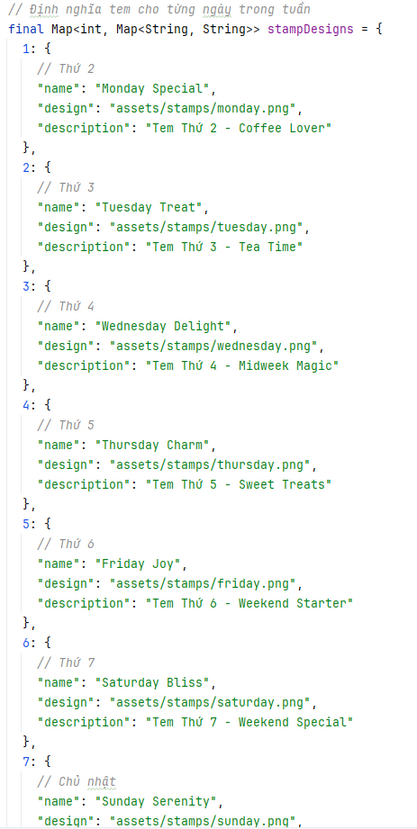 // Định nghĩa tem cho từng ngày trong tuần
final Map<int, Map<String, String>> stampDesigns = {
  1: {
    // Thứ 2
    "name": "Monday Special",
    "design": "assets/stamps/monday.png",
    "description": "Tem Thứ 2 - Coffee Lover"
  },
  2: {
    // Thứ 3
    "name": "Tuesday Treat",
    "design": "assets/stamps/tuesday.png",
    "description": "Tem Thứ 3 - Tea Time"
  },
  3: {
    // Thứ 4
    "name": "Wednesday Delight",
    "design": "assets/stamps/wednesday.png",
    "description": "Tem Thứ 4 - Midweek Magic"
  },
  4: {
    // Thứ 5
    "name": "Thursday Charm",
    "design": "assets/stamps/thursday.png",
    "description": "Tem Thứ 5 - Sweet Treats"
  },
  5: {
    // Thứ 6
    "name": "Friday Joy",
    "design": "assets/stamps/friday.png",
    "description": "Tem Thứ 6 - Weekend Starter"
  },
  6: {
    // Thứ 7
    "name": "Saturday Bliss",
    "design": "assets/stamps/saturday.png",
    "description": "Tem Thứ 7 - Weekend Special"
  },
  7: {
    // Chủ nhật
    "name": "Sunday Serenity",
    "design": "assets/stamps/sunday.png",